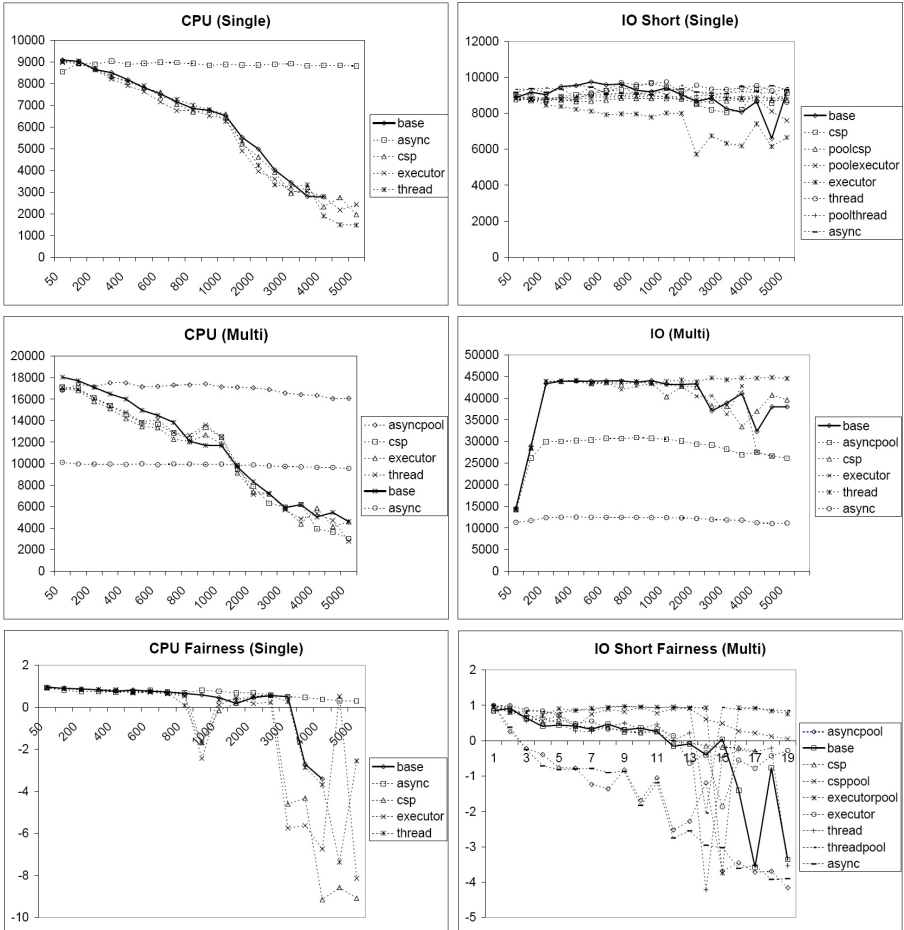 CPU (Single)
10000
9000
8000
7000
6000
5000
4000
3000
2000
1000
0
50
200
400
600
800
1000
2000
3000
4000
5000
base
async
csp
executor
thread
IO Short (Single)
12000
10000
8000
6000
4000
2000
0
50
200
400
600
800
1000
2000
3000
4000
5000
base
csp
poolcsp
poolexecutor
executor
thread
poolthread
async
CPU (Multi)
20000
18000
16000
14000
12000
10000
8000
6000
4000
2000
0
50
200
400
600
800
1000
2000
3000
4000
5000
asyncpool
csp
executor
thread
base
async
IO (Multi)
50000
45000
40000
35000
30000
25000
20000
15000
10000
5000
0
50
200
400
600
800
1000
2000
3000
4000
5000
base
asyncpool
csp
executor
thread
async
CPU Fairness (Single)
2
0
-2
-4
-6
-8
-10
50
200
400
600
800
1000
2000
3000
4000
5000
base
async
csp
executor
thread
IO Short Fairness (Multi)
2
1
0
-1
-2
-3
-4
-5
1 3 5 7 9 11 13 15 17 19
asyncpool
base
csp
csppool
executorpool
executor
thread
threadpool
async